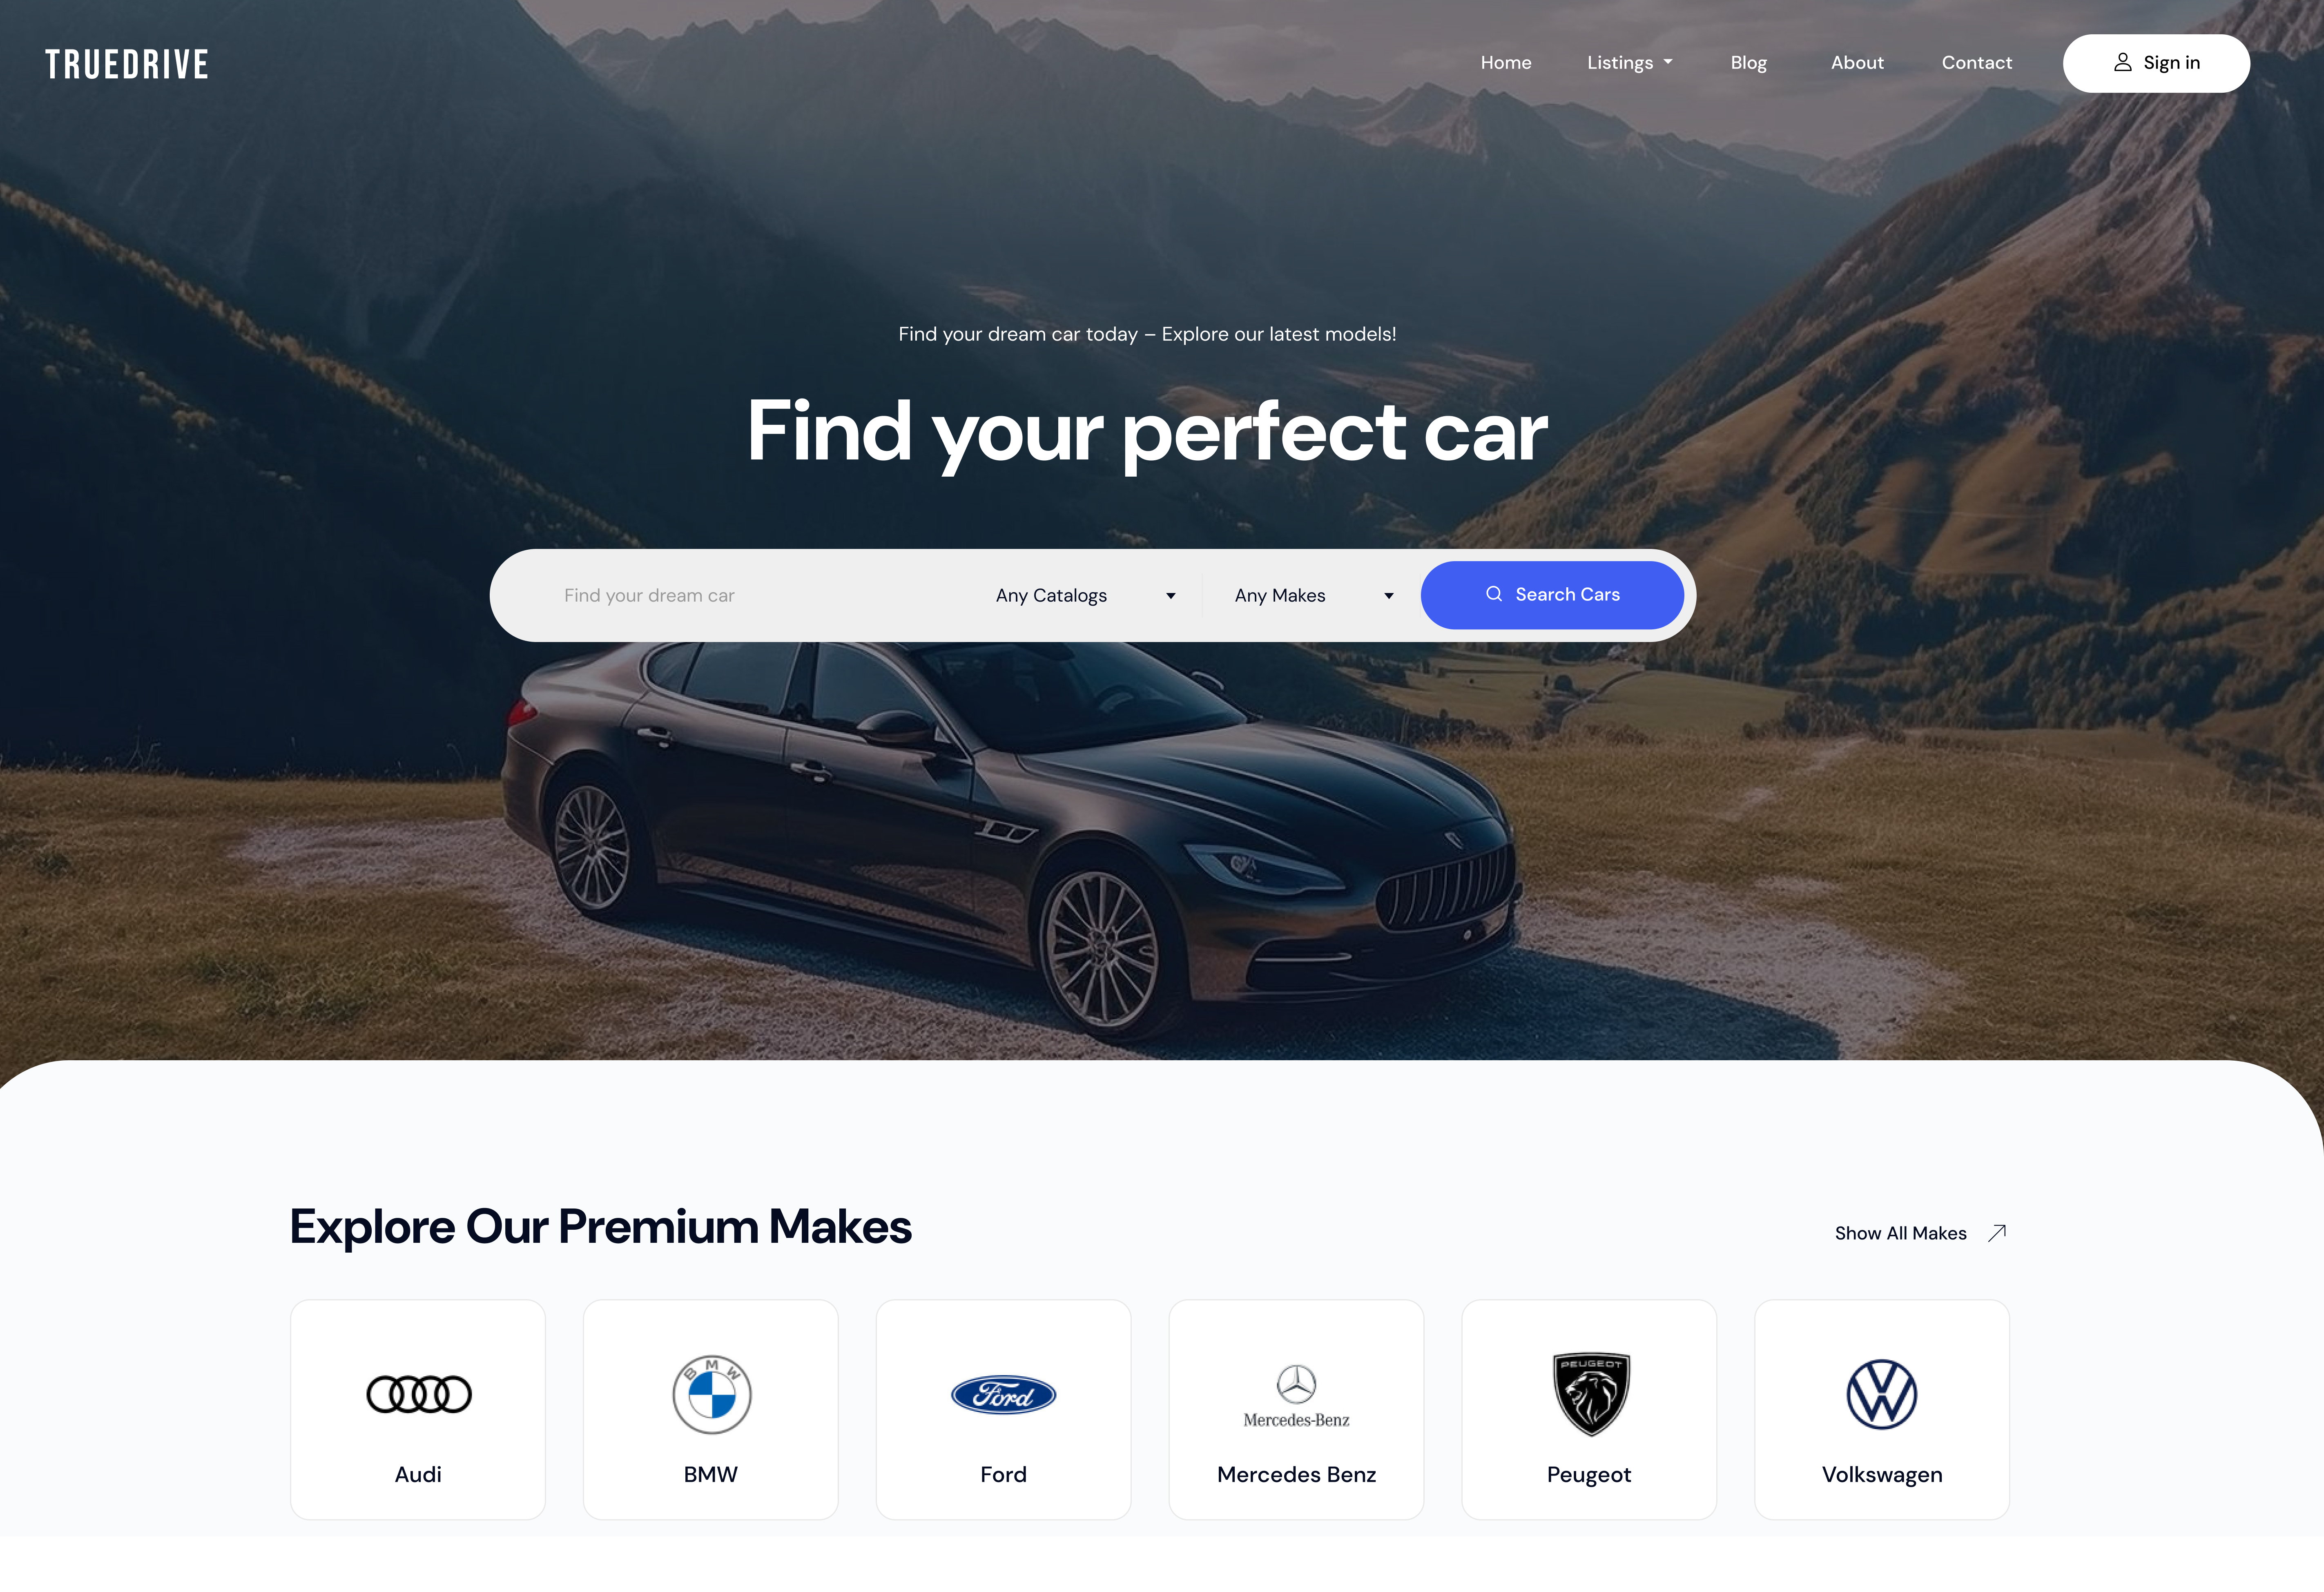 TRUEDRIVE
Home Listings Blog About Contact Sign in
Find your dream car today – Explore our latest models!
Find your perfect car
Find your dream car Any Catalogs Any Makes Search Cars
Explore Our Premium Makes
Show All Makes
BMW
Ford
Mercedes-Benz
PEUGEOT
Audi BMW Ford Mercedes Benz Peugeot Volkswagen